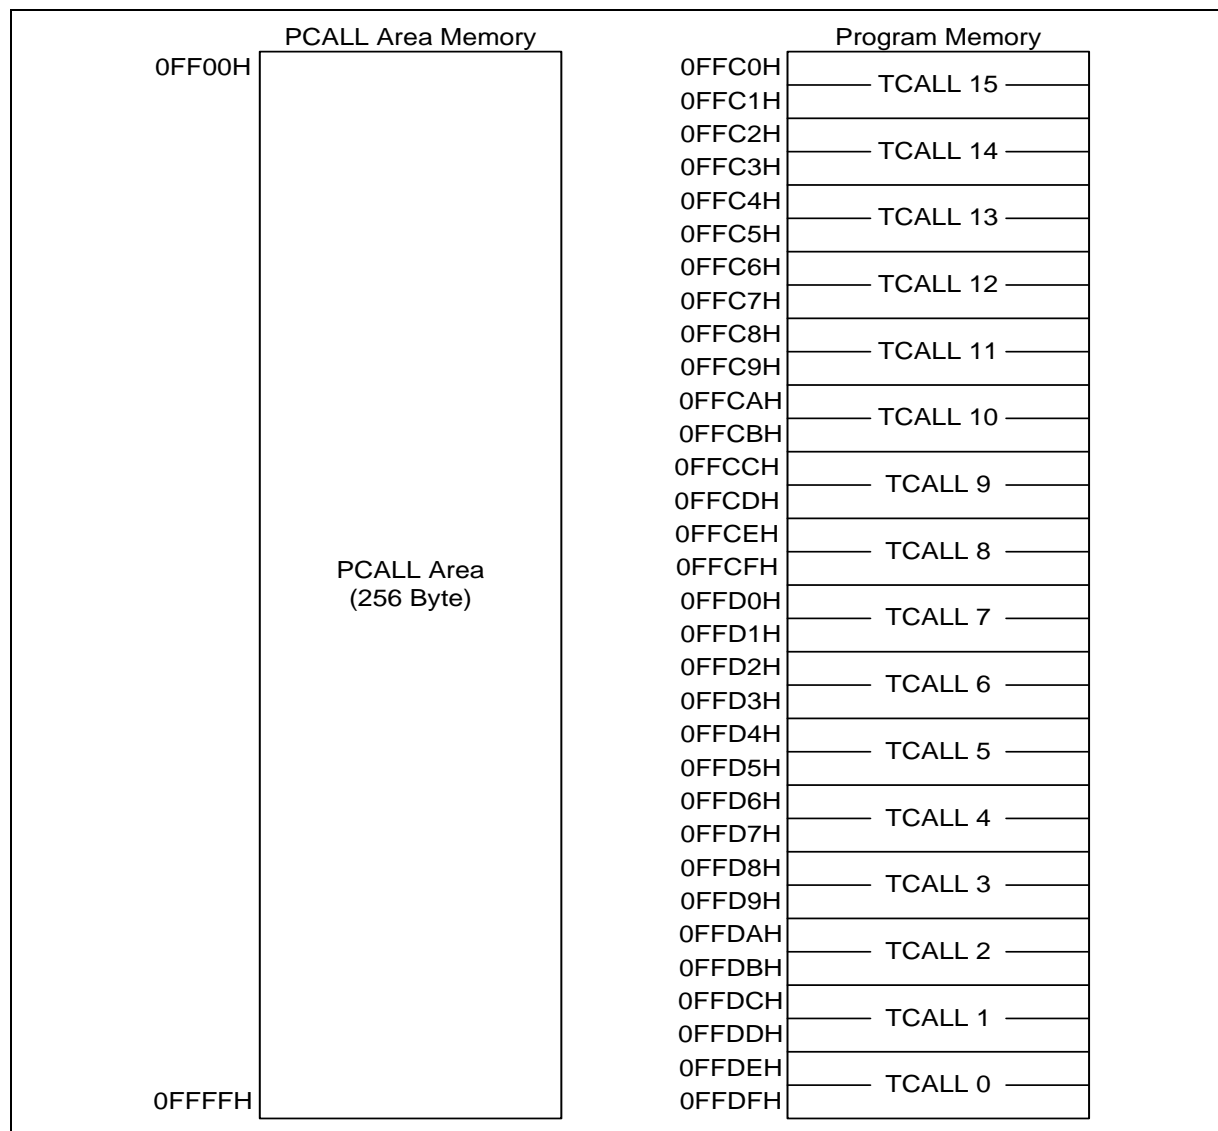 PCALL Area Memory
0FF00H
PCALL Area
(256 Byte)
0FFFFH
Program Memory
0FFC0H
TCALL 15
0FFC1H
0FFC2H
TCALL 14
0FFC3H
0FFC4H
TCALL 13
0FFC5H
0FFC6H
TCALL 12
0FFC7H
0FFC8H
TCALL 11
0FFC9H
0FFCAH
TCALL 10
0FFCBH
0FFCCH
TCALL 9
0FFCDH
0FFCEH
TCALL 8
0FFCFH
0FFD0H
TCALL 7
0FFD1H
0FFD2H
TCALL 6
0FFD3H
0FFD4H
TCALL 5
0FFD5H
0FFD6H
TCALL 4
0FFD7H
0FFD8H
TCALL 3
0FFD9H
0FFDAH
TCALL 2
0FFDBH
0FFDCH
TCALL 1
0FFDDH
0FFDEH
TCALL 0
0FFDFH